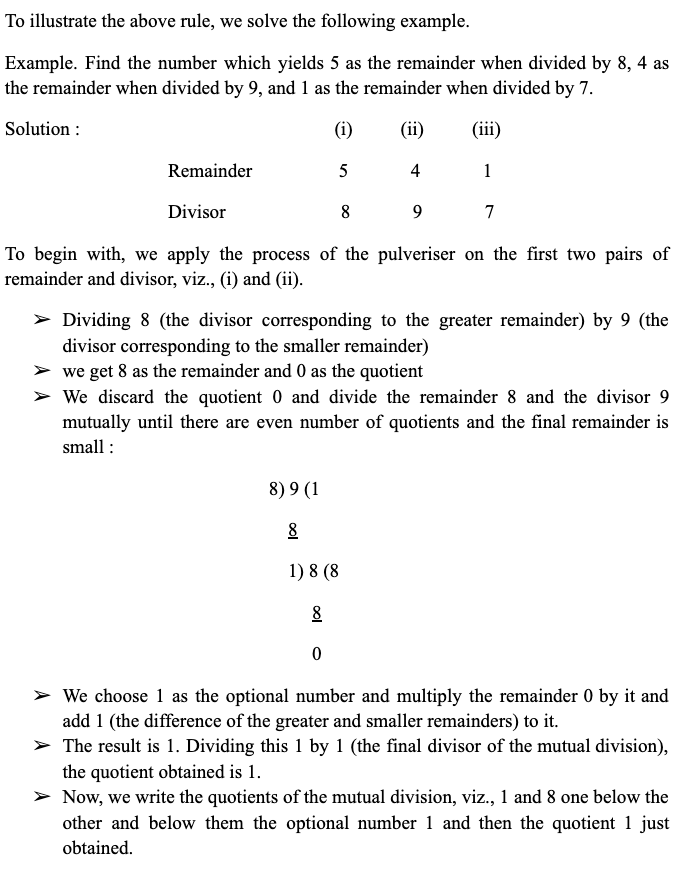 To illustrate the above rule, we solve the following example.
Example. Find the number which yields 5 as the remainder when divided by 8, 4 as
the remainder when divided by 9, and 1 as the remainder when divided by 7.
Solution : (i) (ii) (iii)
Remainder 5 4 1
Divisor 8 9 7
To begin with, we apply the process of the pulveriser on the first two pairs of
remainder and divisor, viz., (i) and (ii).
➢ Dividing 8 (the divisor corresponding to the greater remainder) by 9 (the
divisor corresponding to the smaller remainder)
➢ we get 8 as the remainder and 0 as the quotient
➢ We discard the quotient 0 and divide the remainder 8 and the divisor 9
mutually until there are even number of quotients and the final remainder is
small :
8) 9 (1
8
1) 8 (8
8
0
➢ We choose 1 as the optional number and multiply the remainder 0 by it and
add 1 (the difference of the greater and smaller remainders) to it.
➢ The result is 1. Dividing this 1 by 1 (the final divisor of the mutual division),
the quotient obtained is 1.
➢ Now, we write the quotients of the mutual division, viz., 1 and 8 one below the
other and below them the optional number 1 and then the quotient 1 just
obtained.